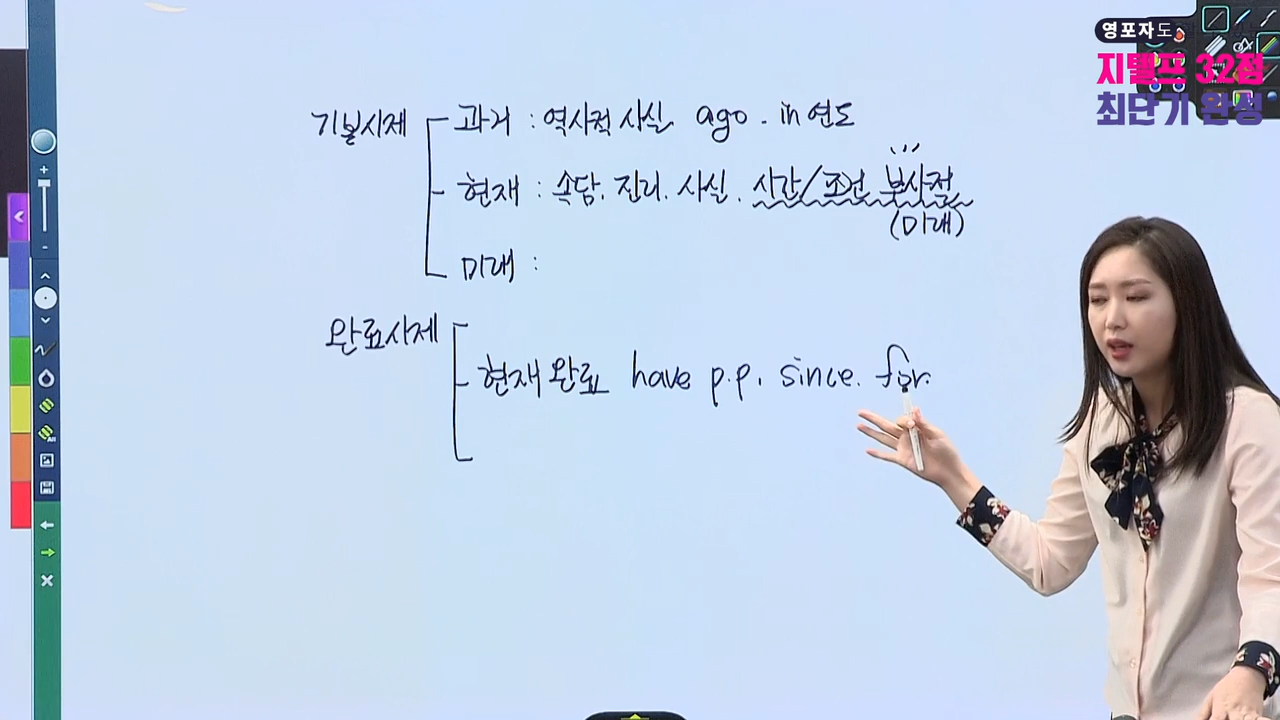 영포자도
지텔프 32점
최단기 완성
기본시제
과거 : 역사적 사실 ago . in 연도
현재 : 속담. 진리. 사실. 시간/조건 부사절
(미래)
미래 :
완료시제
현재완료 have p.p. since. for.